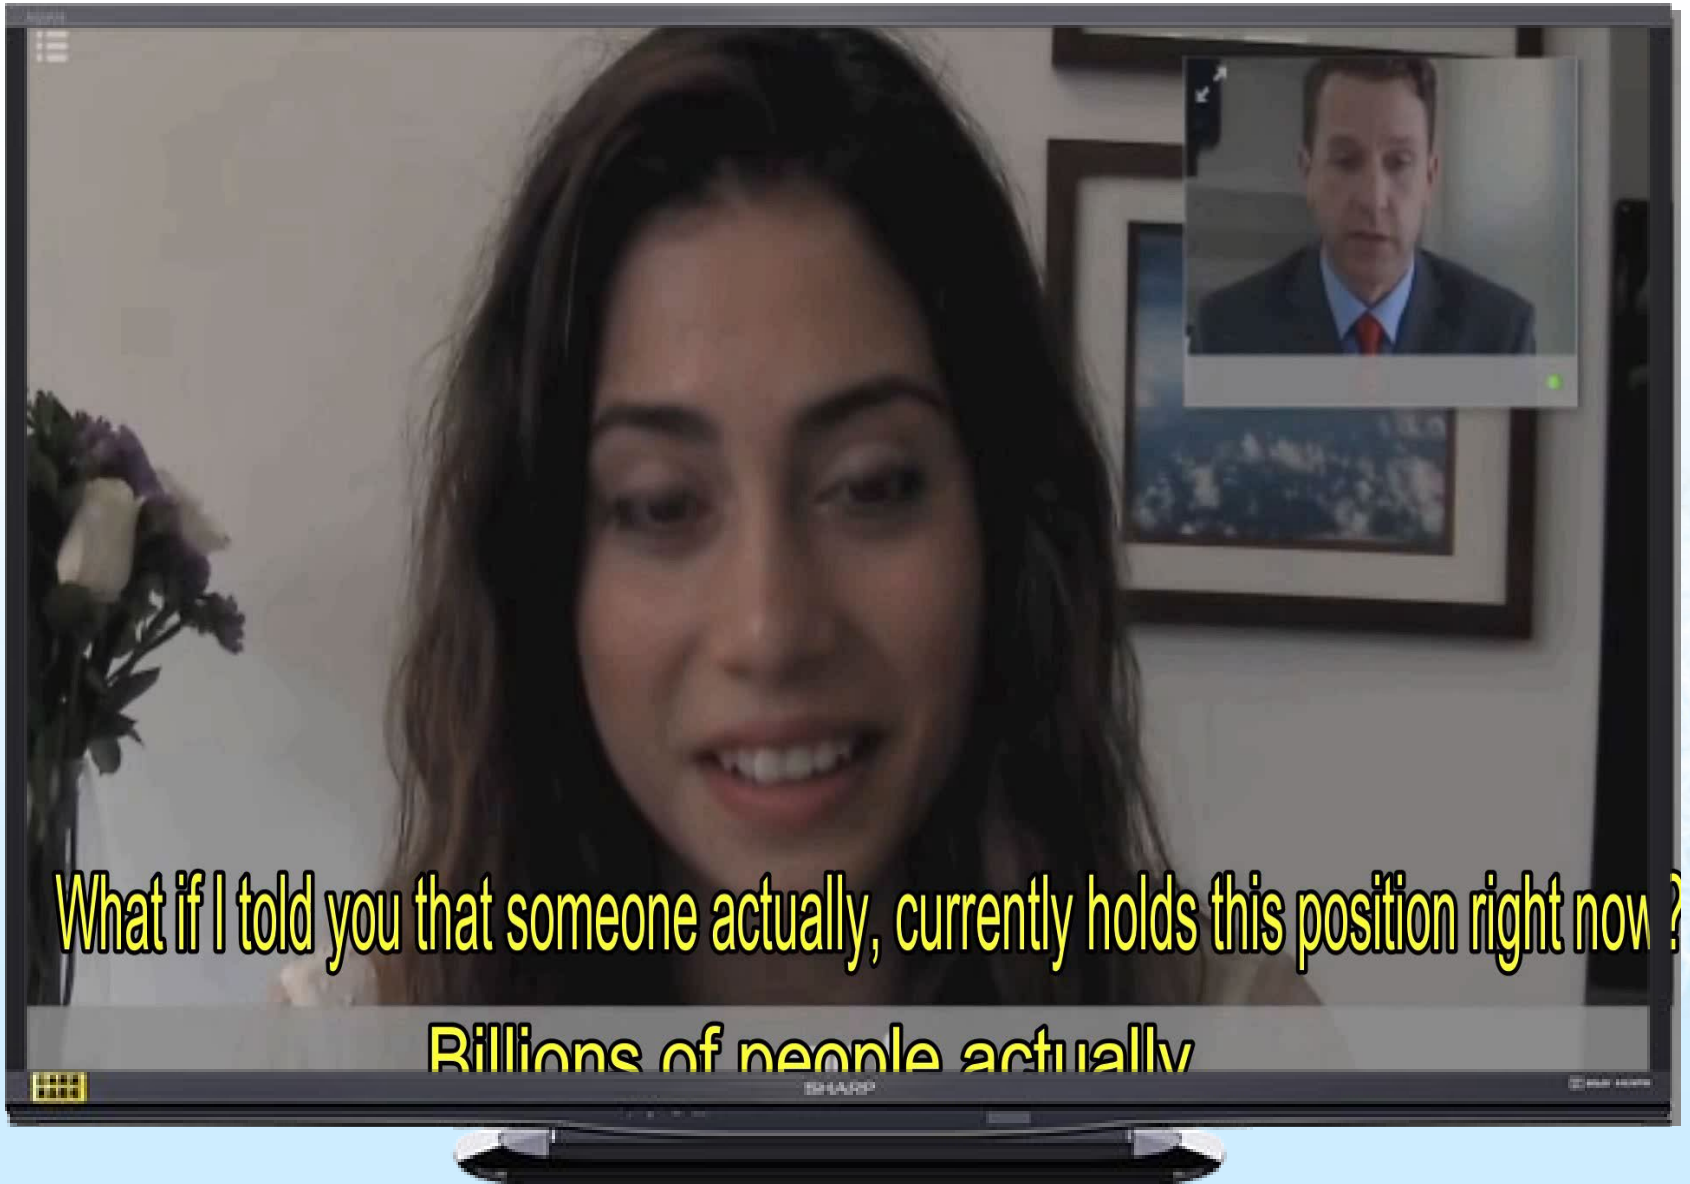 What if I told you that someone actually, currently holds this position right now?
Billions of people actually
SHARP